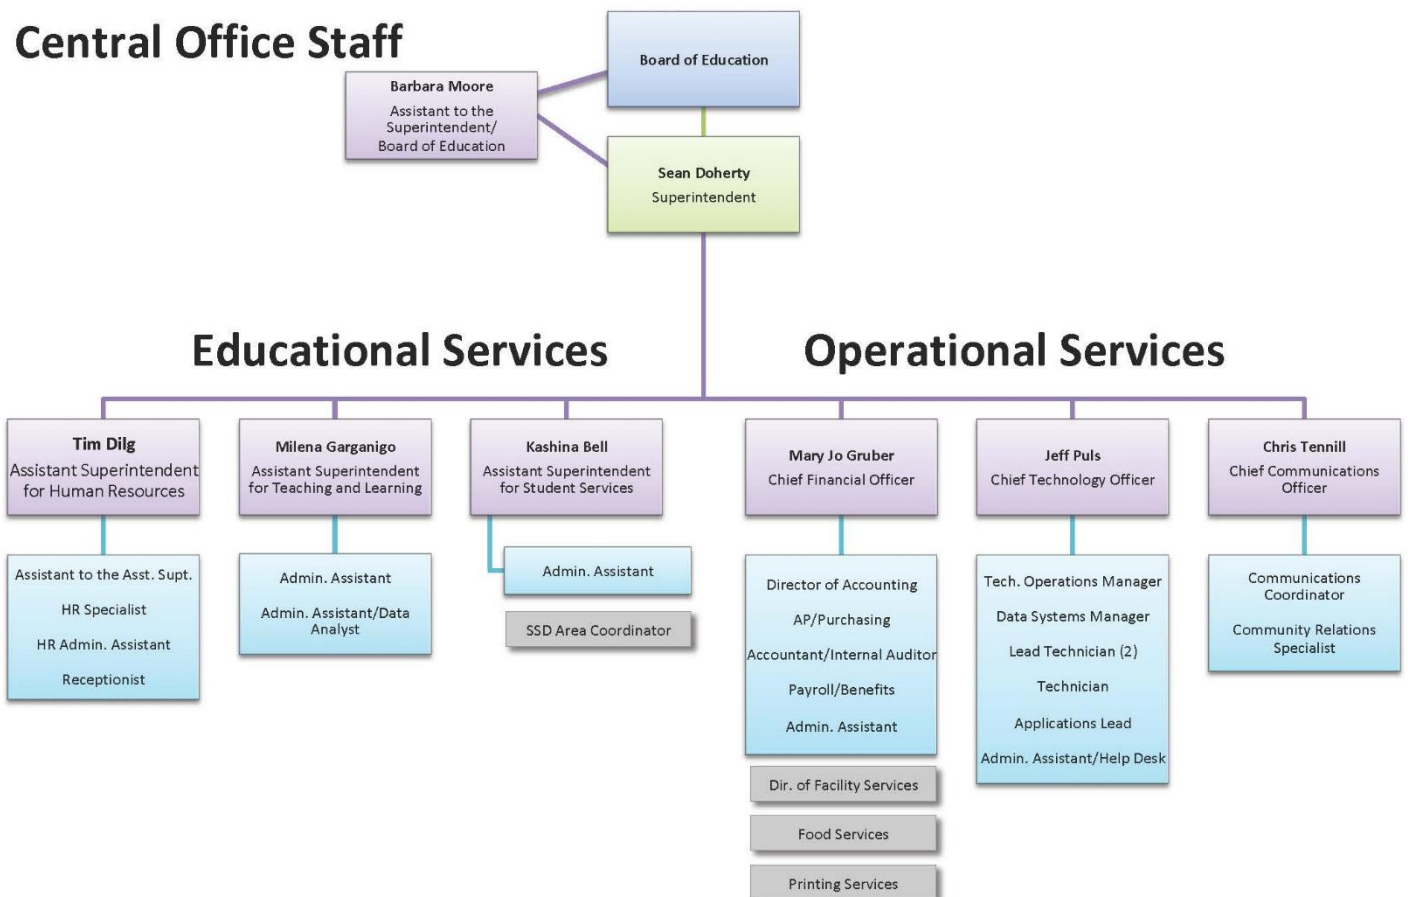 Central Office Staff
Board of Education
Barbara Moore
Assistant to the
Superintendent/
Board of Education
Sean Doherty
Superintendent
Educational Services
Operational Services
Tim Dilg
Assistant Superintendent
for Human Resources
Milena Garganigo
Assistant Superintendent
for Teaching and Learning
Kashina Bell
Assistant Superintendent
for Student Services
Mary Jo Gruber
Chief Financial Officer
Jeff Puls
Chief Technology Officer
Chris Tennill
Chief Communications
Officer
Assistant to the Asst. Supt.
HR Specialist
HR Admin. Assistant
Receptionist
Admin. Assistant
Admin. Assistant/Data
Analyst
Admin. Assistant
SSD Area Coordinator
Director of Accounting
AP/Purchasing
Accountant/Internal Auditor
Payroll/Benefits
Admin. Assistant
Dir. of Facility Services
Food Services
Printing Services
Tech. Operations Manager
Data Systems Manager
Lead Technician (2)
Technician
Applications Lead
Admin. Assistant/Help Desk
Communications
Coordinator
Community Relations
Specialist